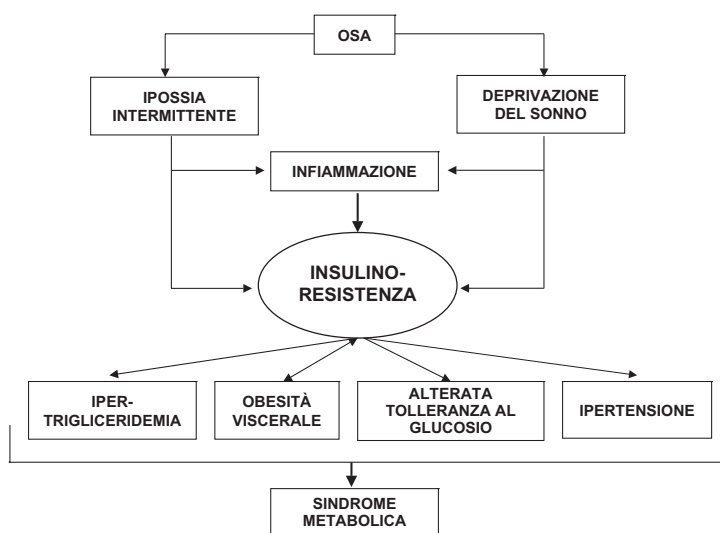 OSA
IPOSSIA
INTERMITTENTE
DEPRIVAZIONE
DEL SONNO
INFIAMMAZIONE
INSULINO-
RESISTENZA
IPER-
TRIGLICERIDEMIA
OBESITÀ
VISCERALE
ALTERATA
TOLLERANZA AL
GLUCOSIO
IPERTENSIONE
SINDROME
METABOLICA